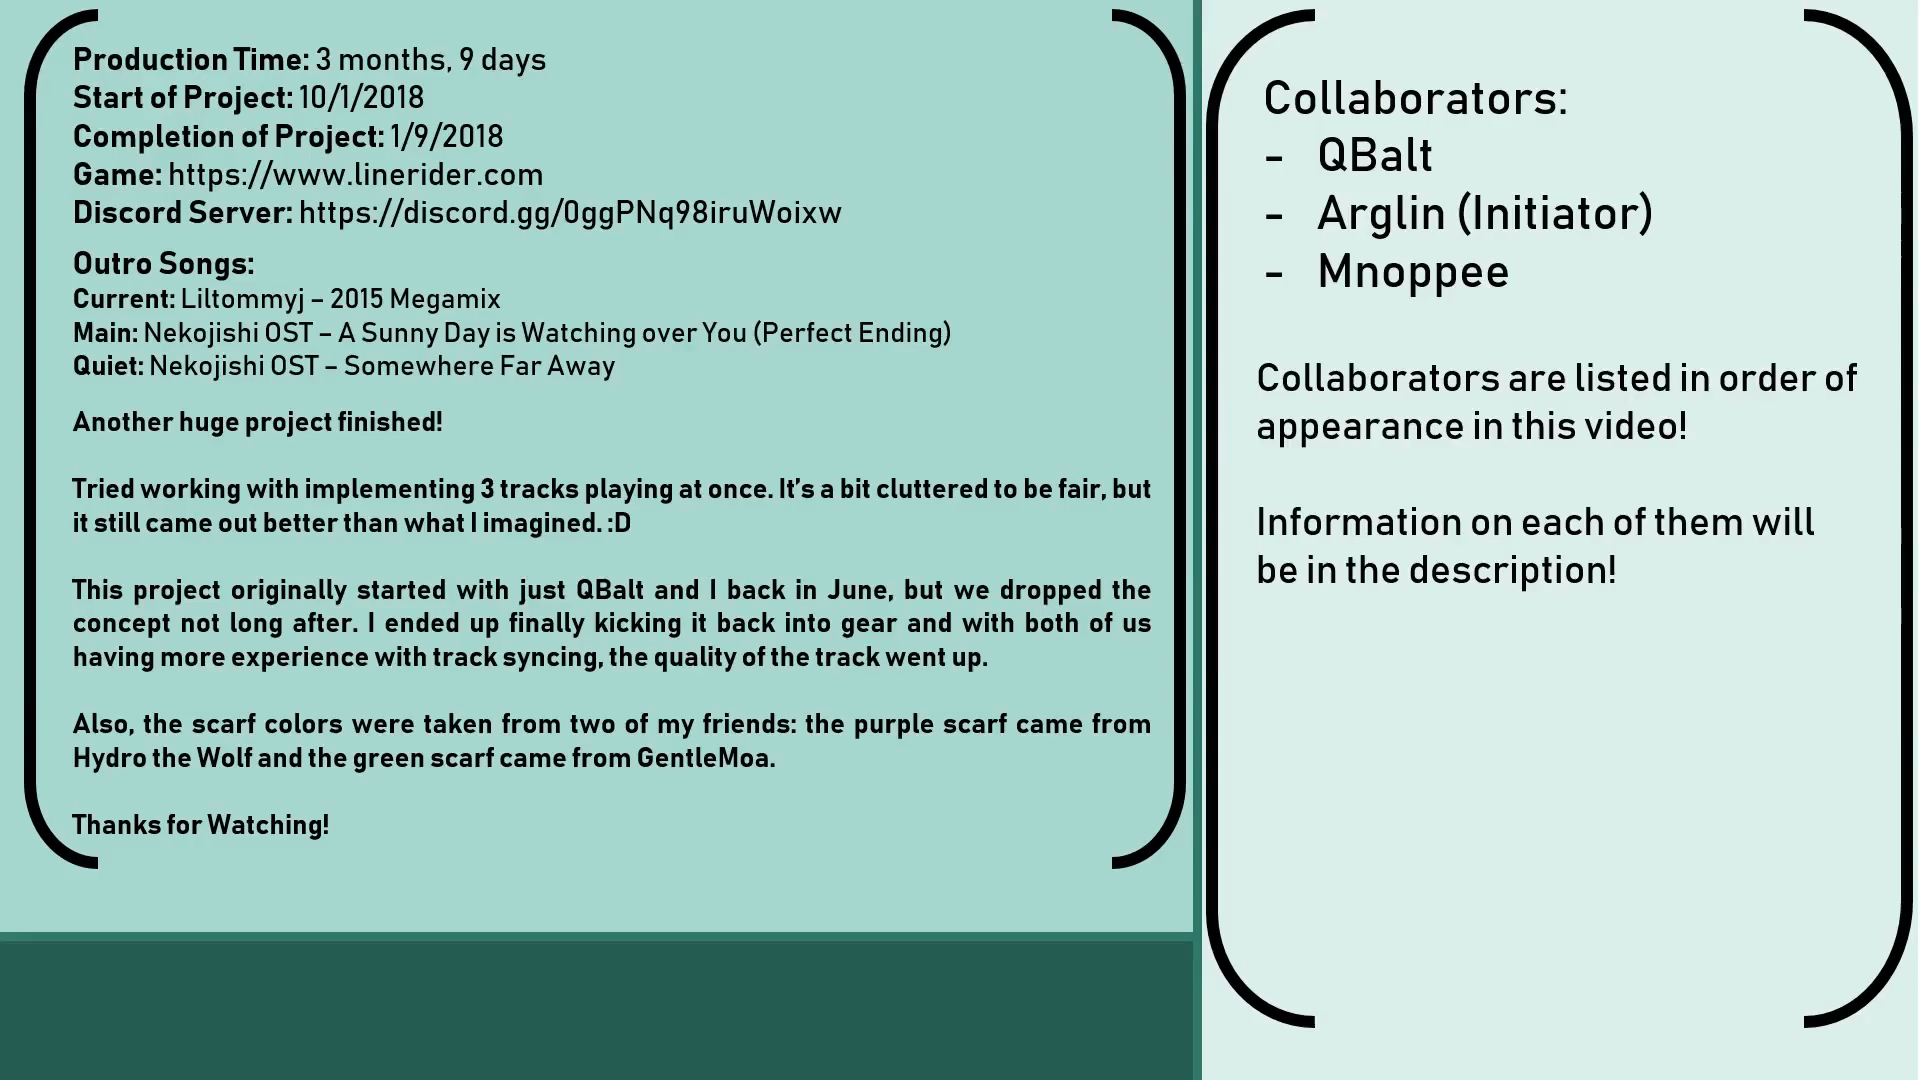 Production Time: 3 months, 9 days
Start of Project: 10/1/2018
Completion of Project: 1/9/2018
Game: https://www.linerider.com
Discord Server: https://discord.gg/0ggPNq98iruWoixw
Outro Songs:
Current: Liltommyj – 2015 Megamix
Main: Nekojishi OST – A Sunny Day is Watching over You (Perfect Ending)
Quiet: Nekojishi OST – Somewhere Far Away
Another huge project finished!
Tried working with implementing 3 tracks playing at once. It’s a bit cluttered to be fair, but
it still came out better than what I imagined. :D
This project originally started with just QBalt and I back in June, but we dropped the
concept not long after. I ended up finally kicking it back into gear and with both of us
having more experience with track syncing, the quality of the track went up.
Also, the scarf colors were taken from two of my friends: the purple scarf came from
Hydro the Wolf and the green scarf came from GentleMoa.
Thanks for Watching!
Collaborators:
- QBalt
- Arglin (Initiator)
- Mnoppee
Collaborators are listed in order of
appearance in this video!
Information on each of them will
be in the description!